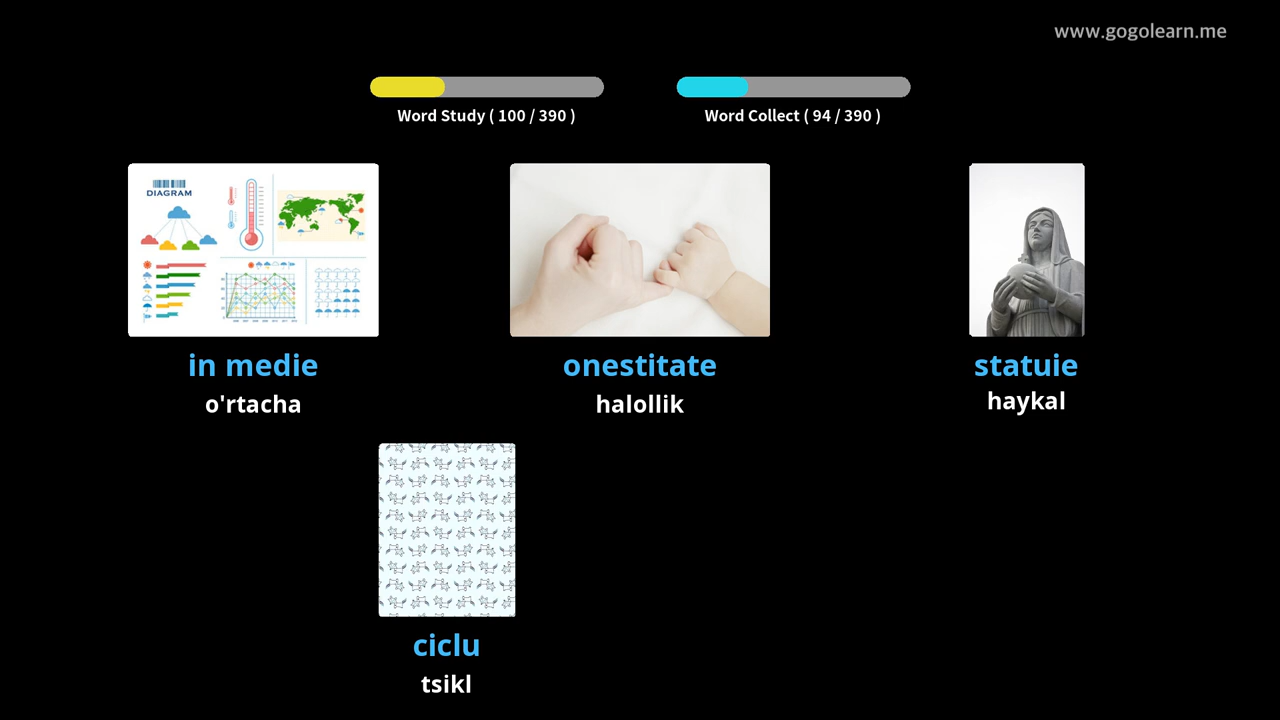 www.gogolearn.me
Word Study ( 100 / 390 )
Word Collect ( 94 / 390 )
DIAGRAM
in medie
o'rtacha
onestitate
halollik
statuie
haykal
ciclu
tsikl